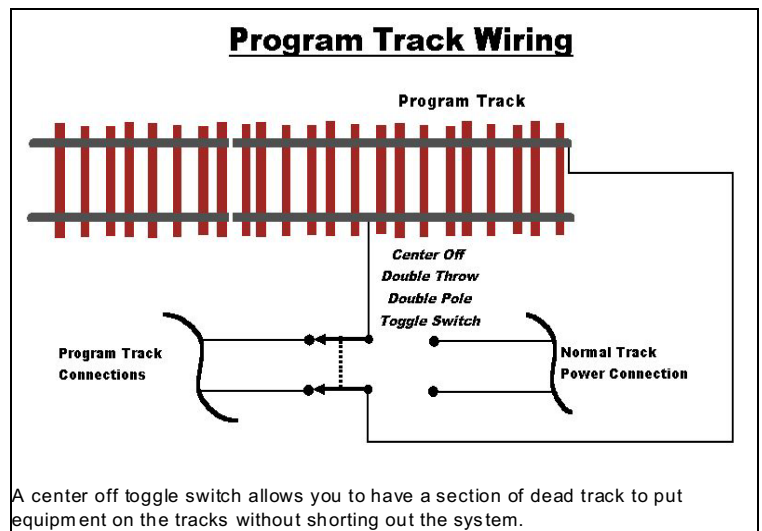 Program Track Wiring
Program Track
Center Off
Double Throw
Double Pole
Toggle Switch
Program Track
Connections
Normal Track
Power Connection
A center off toggle switch allows you to have a section of dead track to put
equipment on the tracks without shorting out the system.